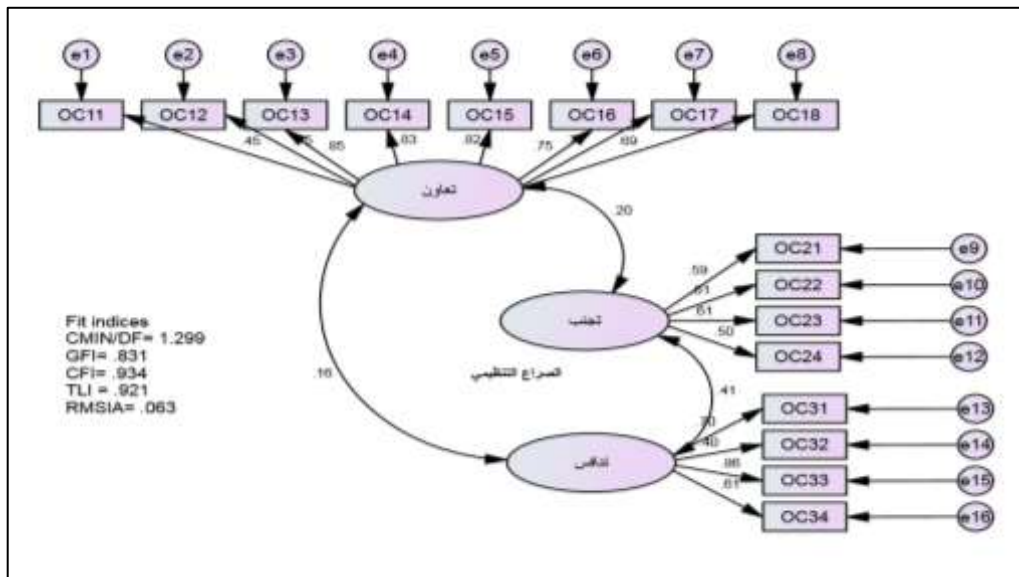 e1 e2 e3 e4 e5 e6 e7 e8
OC11 OC12 OC13 OC14 OC15 OC16 OC17 OC18
.45 .85 .83 .82 .75 .69
تعاون
.20
OC21 e9
.59
OC22 e10
OC23 e11
.61
OC24 e12
.50
تجانب
الصراع التنظيمي
Fit indices
CMIN/DF= 1.299
GFI= .831
CFI= .934
TLI = .921
RMSIA= .063
.16
.41
OC31 e13
OC32 e14
.40
OC33 e15
.86
OC34 e16
.61
تنافس